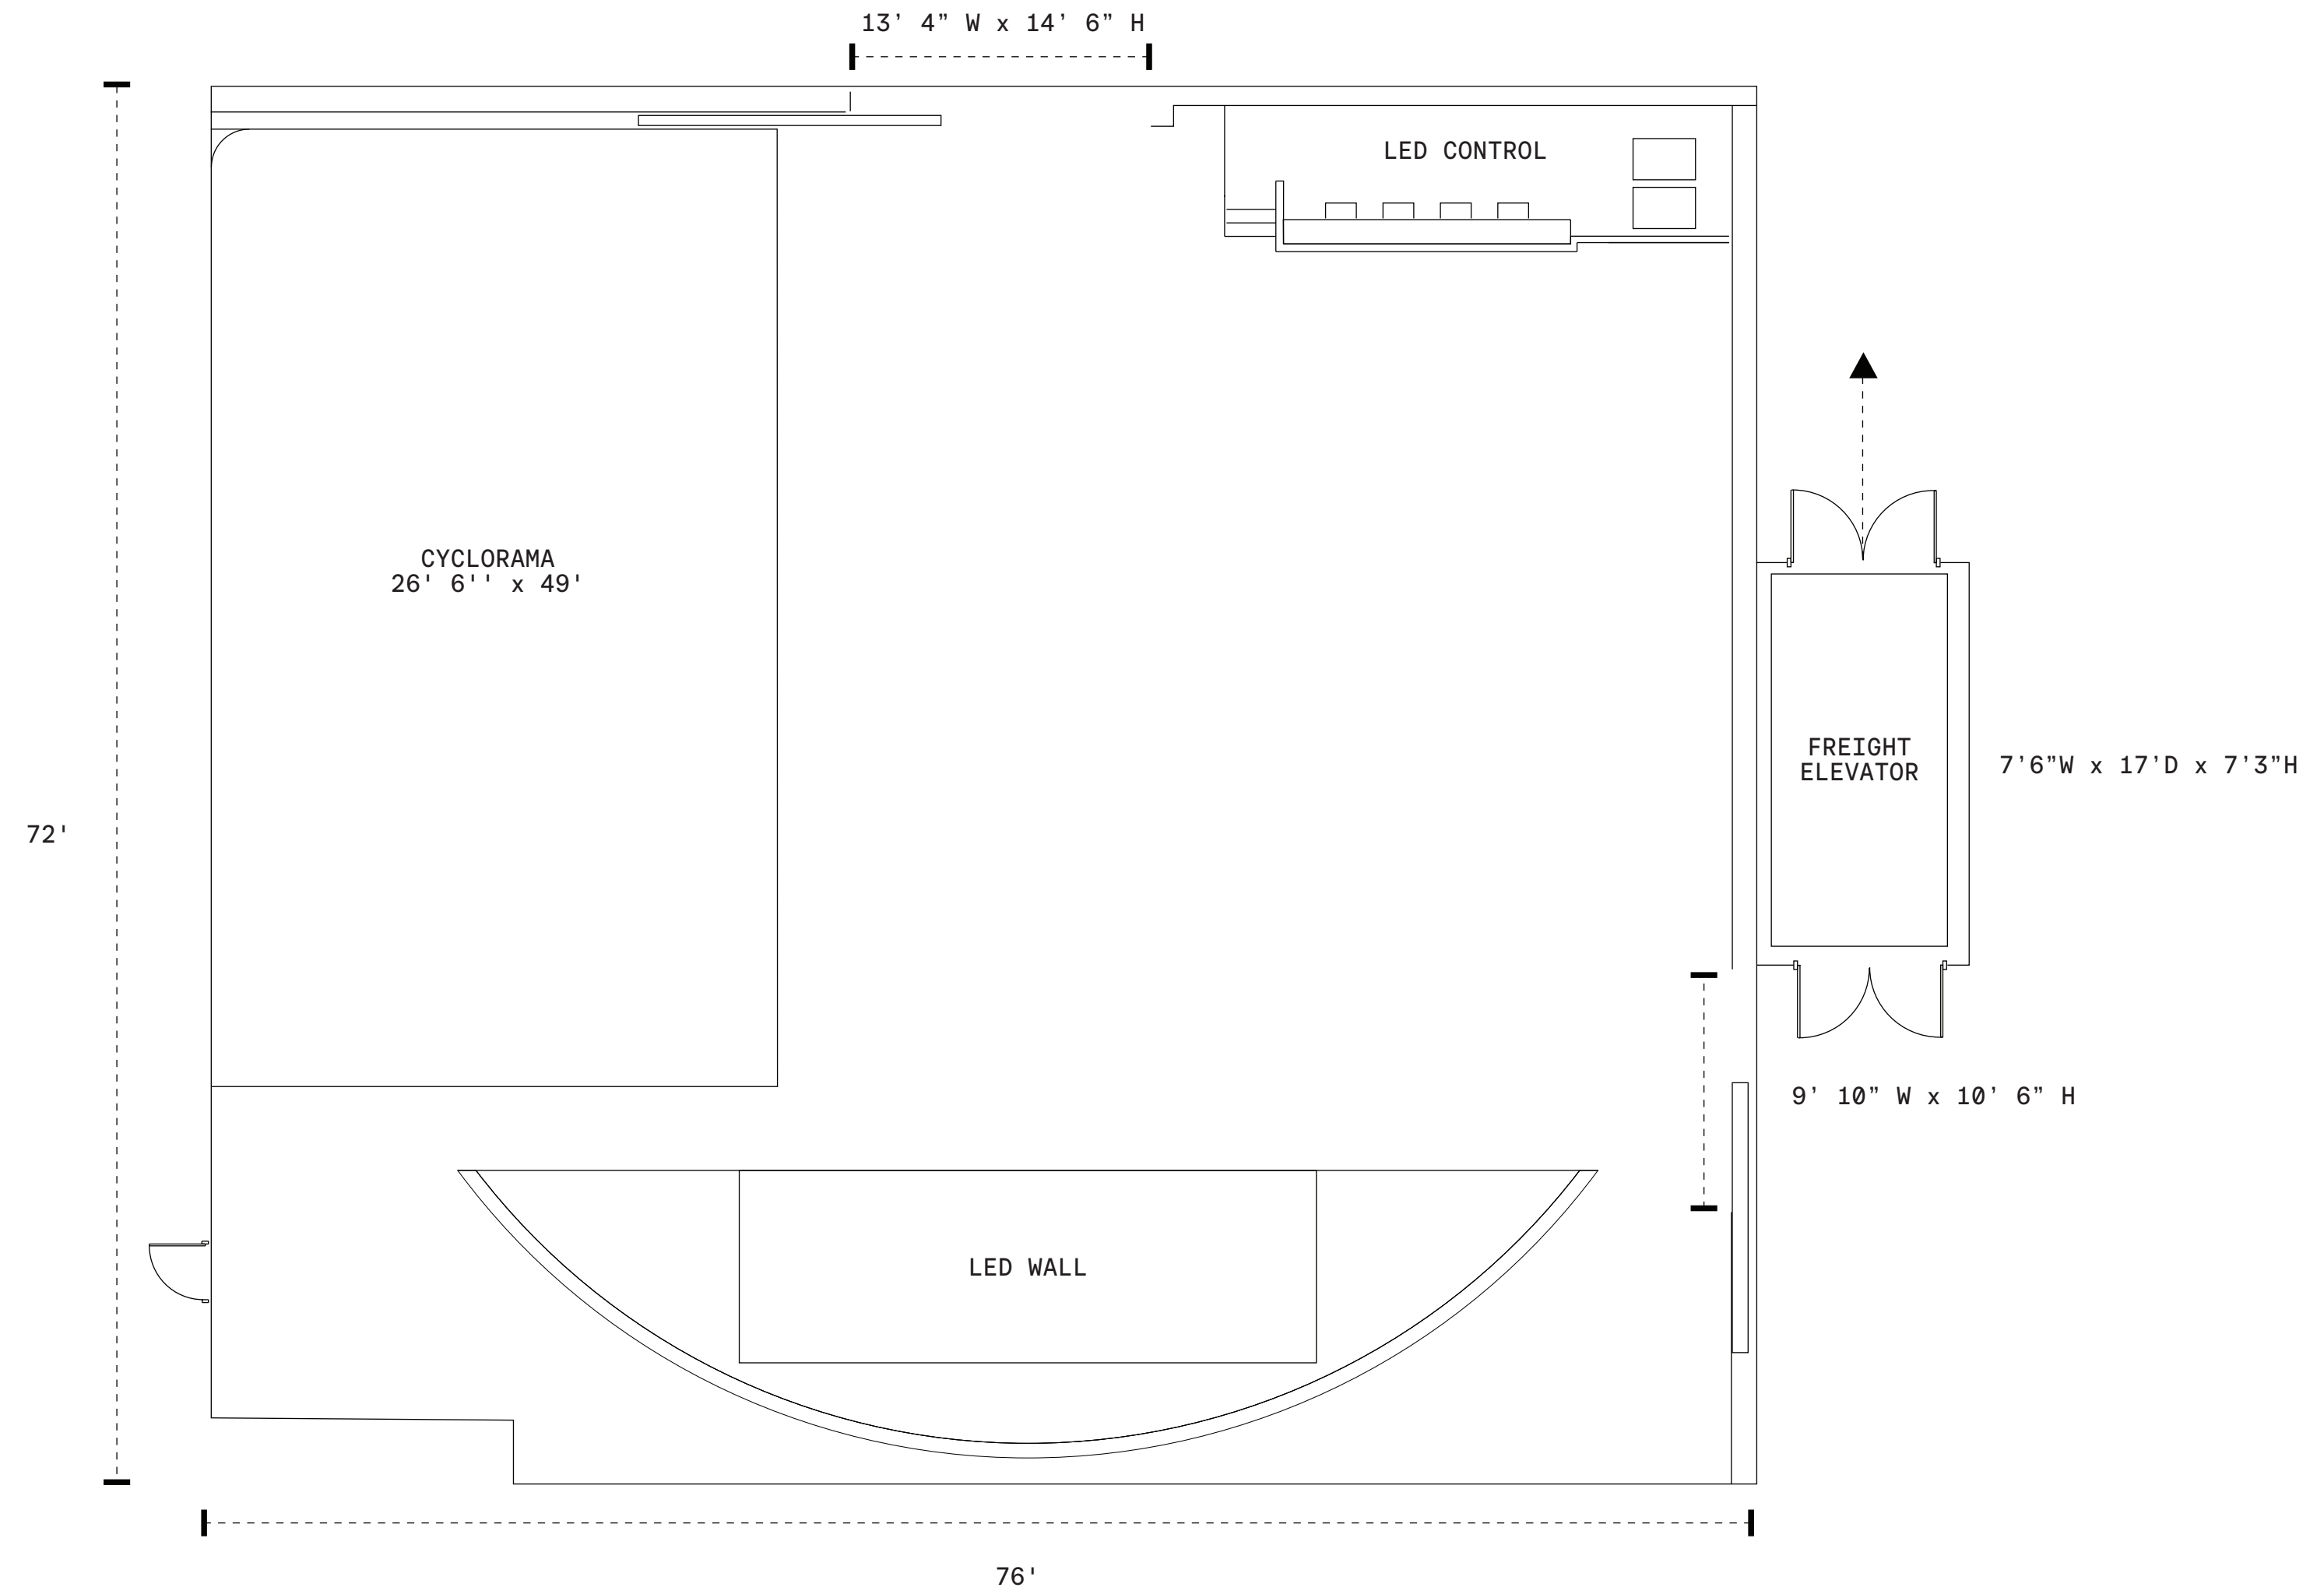 13’ 4” W x 14’ 6” H
LED CONTROL
CYCLORAMA
26' 6'' x 49'
FREIGHT
ELEVATOR
7’6”W x 17’D x 7’3”H
72'
9’ 10” W x 10’ 6” H
LED WALL
76'